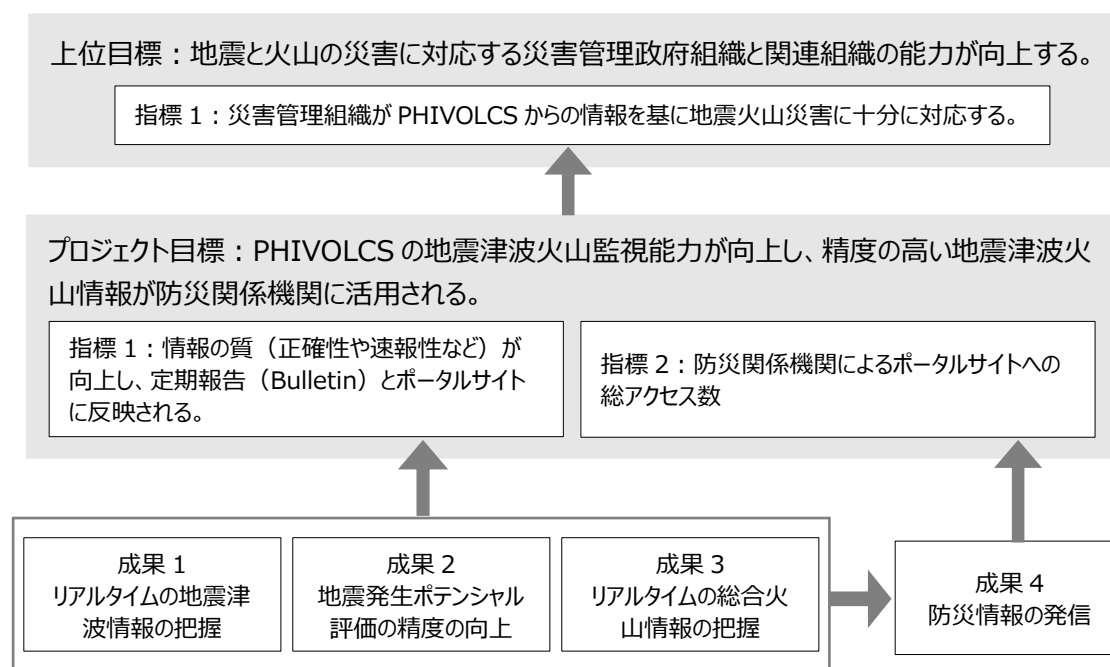 上位目標：地震と火山の災害に対応する災害管理政府組織と関連組織の能力が向上する。
指標 1：災害管理組織が PHIVOLCS からの情報を基に地震火山災害に十分に対応する。
プロジェクト目標：PHIVOLCS の地震津波火山監視能力が向上し、精度の高い地震津波火
山情報が防災関係機関に活用される。
指標 1：情報の質（正確性や速報性など）が
向上し、定期報告（Bulletin）とポータルサイト
に反映される。
指標 2：防災関係機関によるポータルサイトへの
総アクセス数
成果 1
リアルタイムの地震津
波情報の把握
成果 2
地震発生ポテンシャル
評価の精度の向上
成果 3
リアルタイムの総合火
山情報の把握
成果 4
防災情報の発信